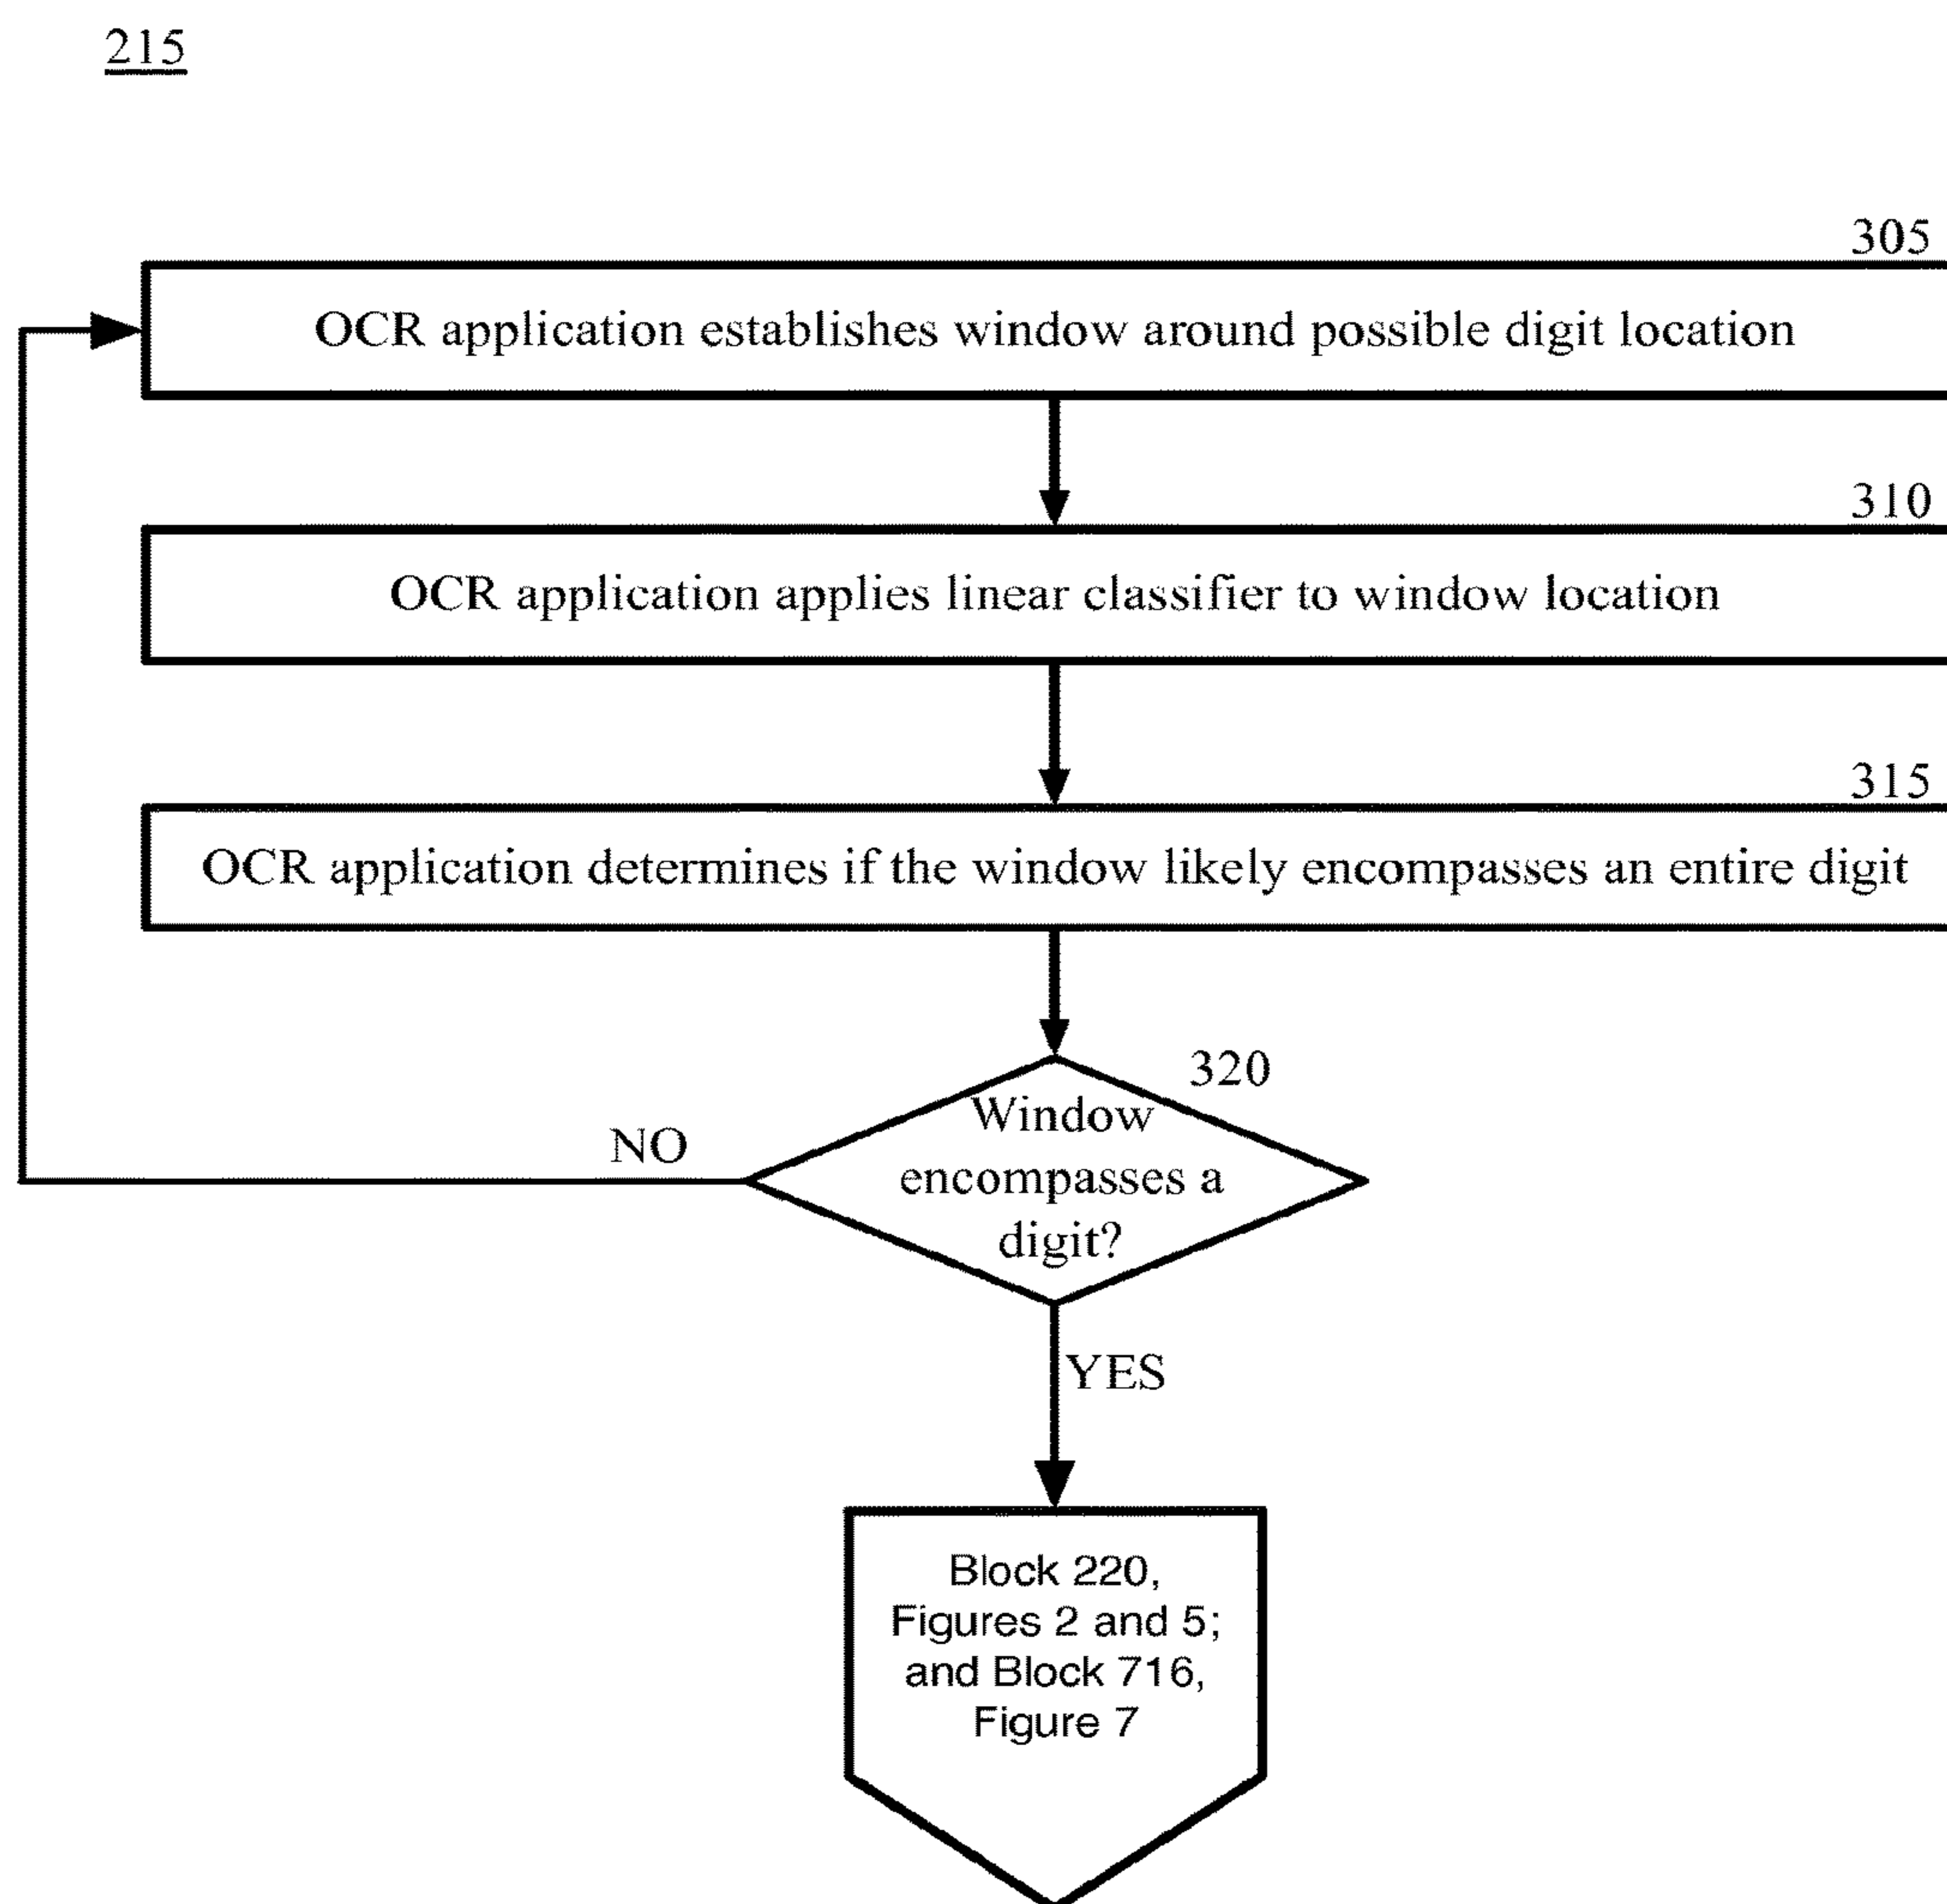 215
305
OCR application establishes window around possible digit location
310
OCR application applies linear classifier to window location
315
OCR application determines if the window likely encompasses an entire digit
320
Window
encompasses a
digit?
NO
YES
Block 220,
Figures 2 and 5;
and Block 716,
Figure 7